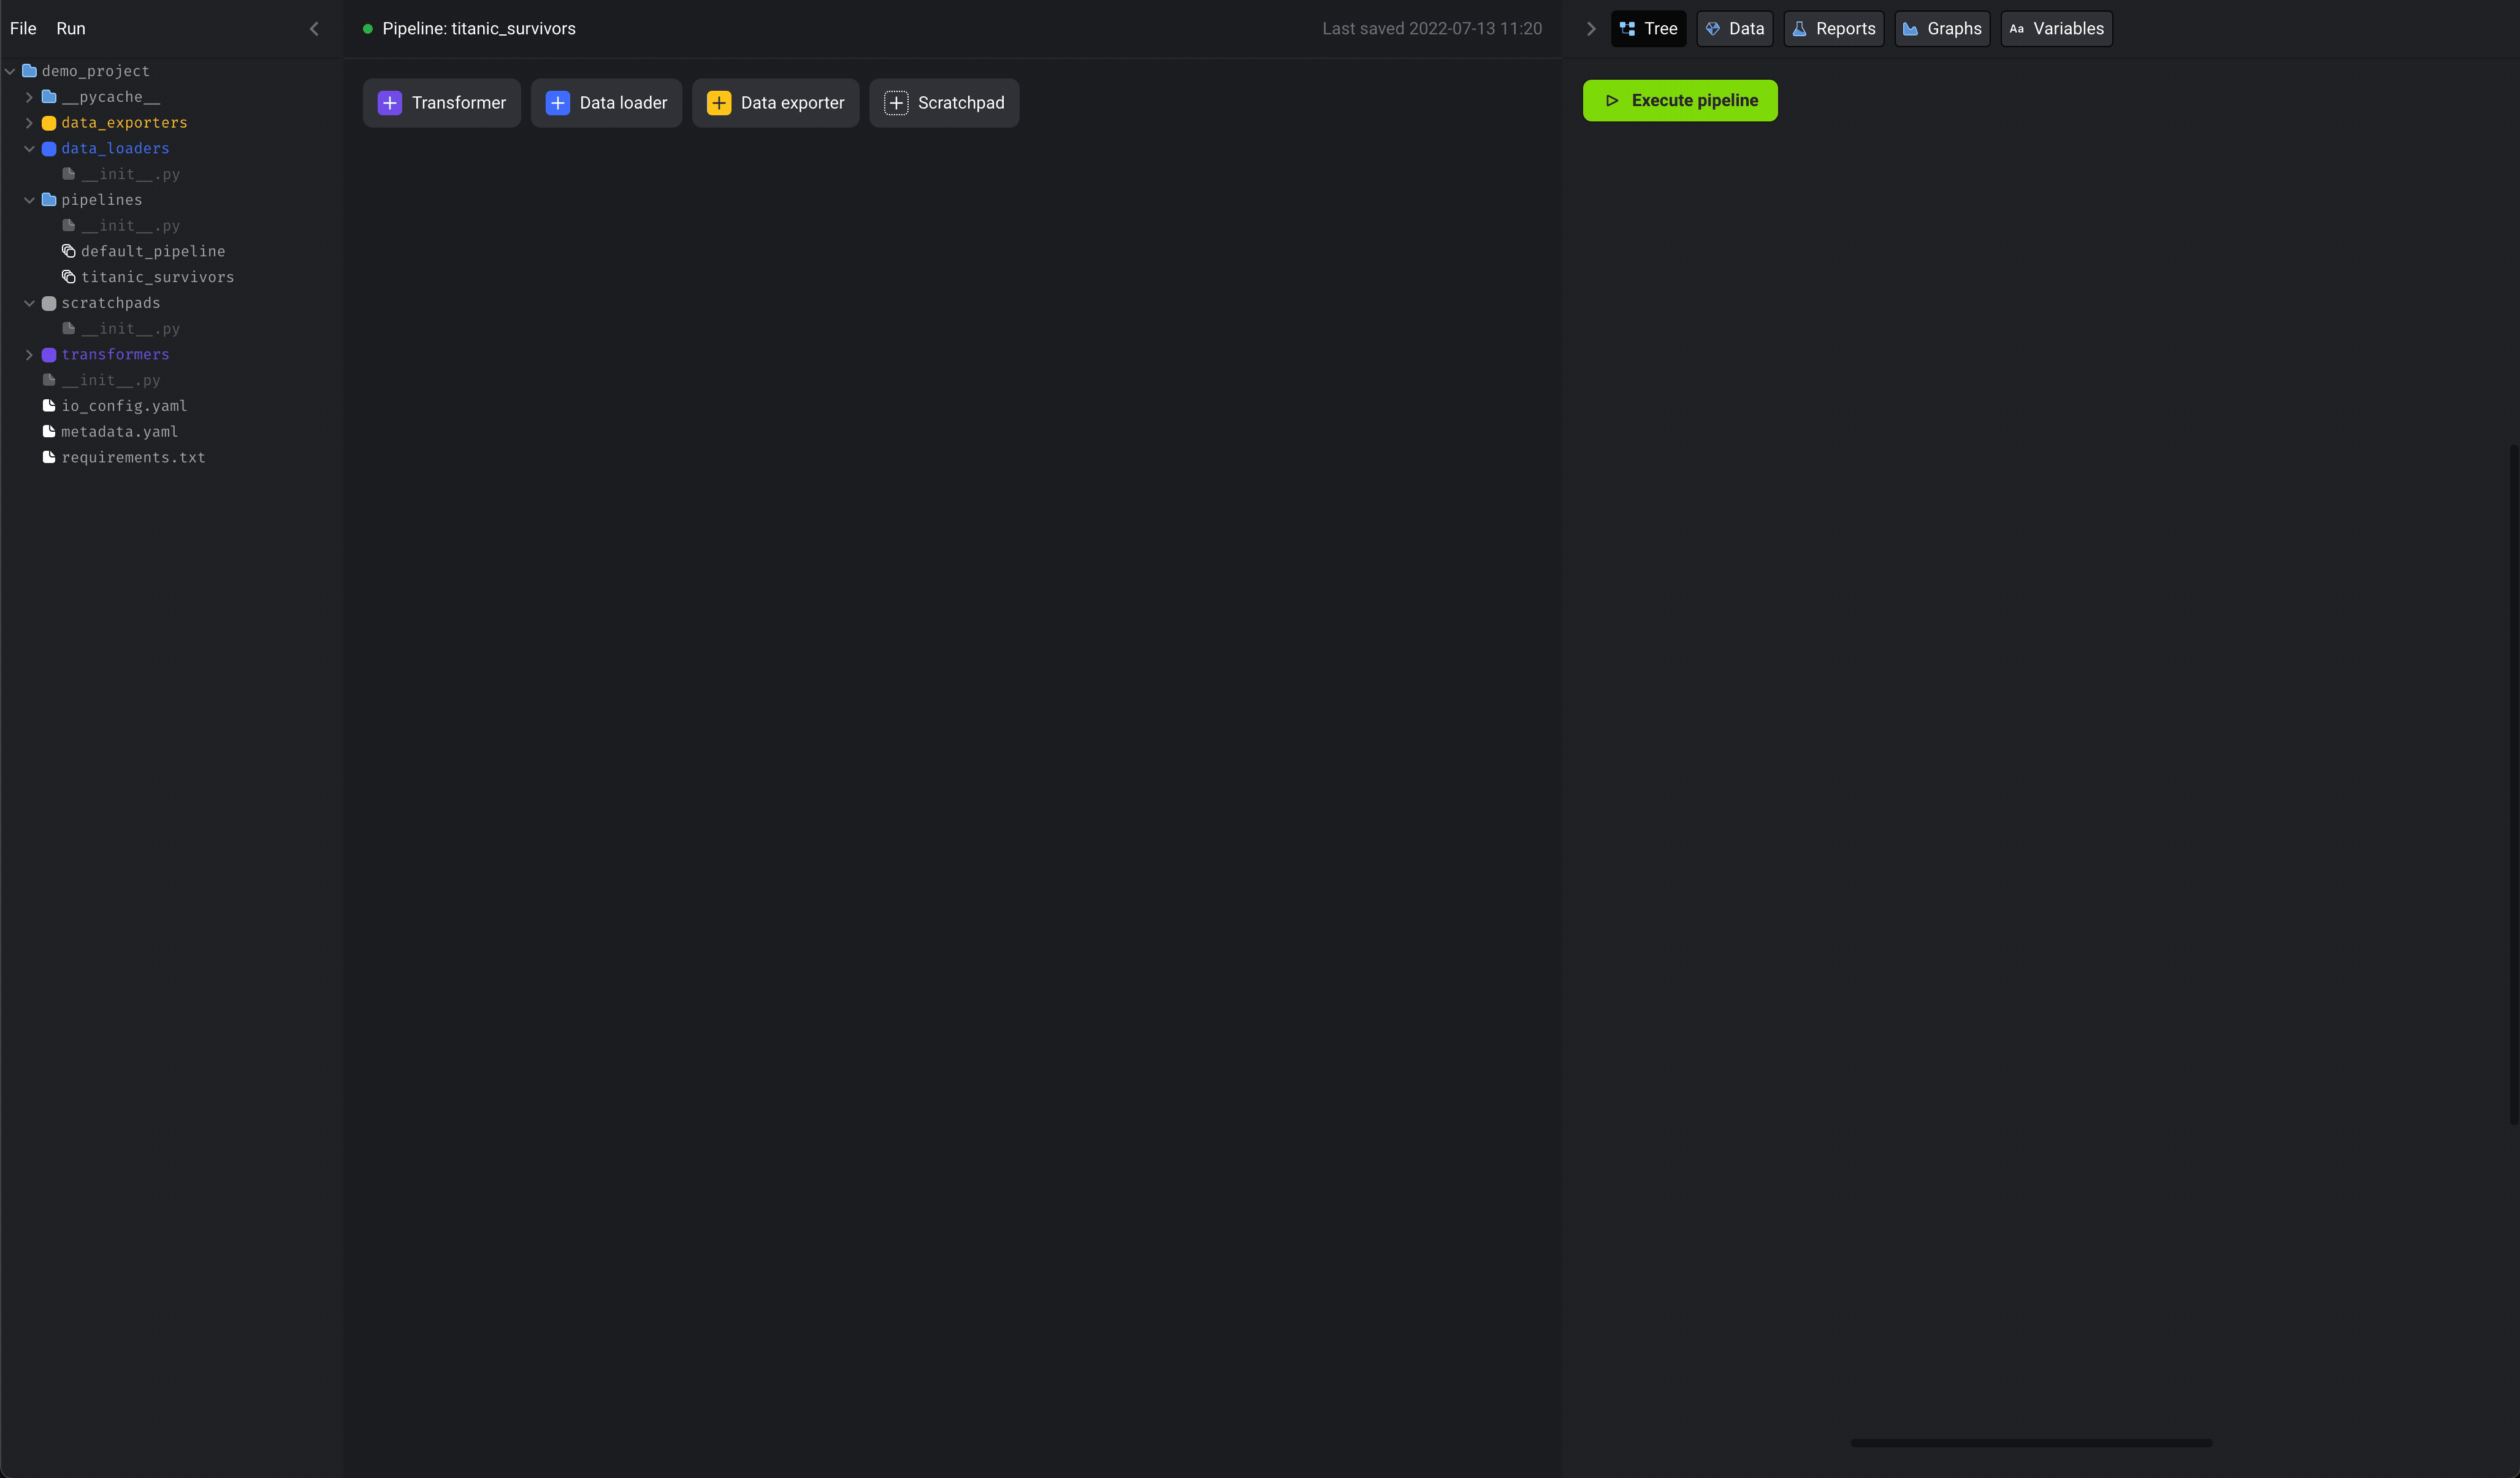 File Run
demo_project
__pycache__
data_exporters
data_loaders
__init__.py
pipelines
__init__.py
default_pipeline
titanic_survivors
scratchpads
__init__.py
transformers
__init__.py
io_config.yaml
metadata.yaml
requirements.txt
Pipeline: titanic_survivors Last saved 2022-07-13 11:20
Transformer Data loader Data exporter Scratchpad
Tree Data Reports Graphs Aa Variables
Execute pipeline